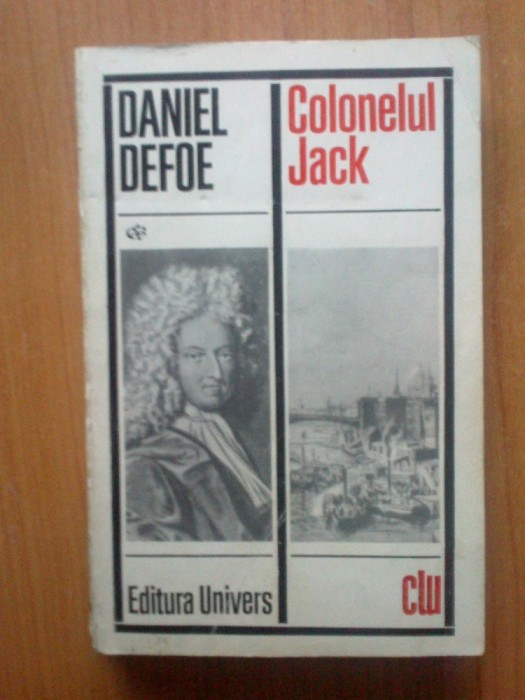 DANIEL
DEFOE
Colonelul
Jack
Editura Univers
clu